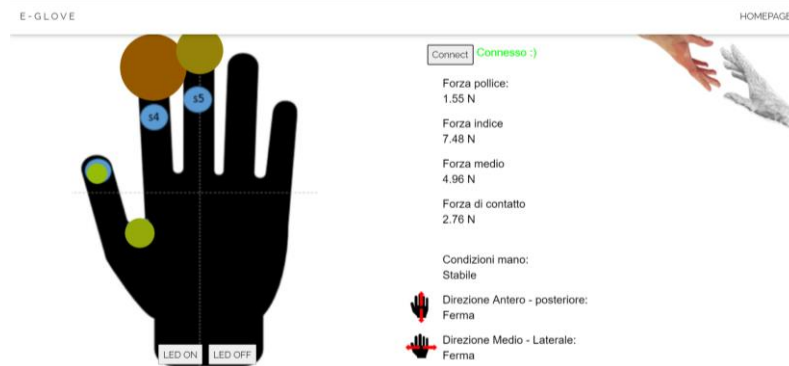 E-GLOVE
HOMEPAGE
s4
s5
LED ON
LED OFF
Connect Connesso :)
Forza pollice:
1.55 N
Forza indice
7.48 N
Forza medio
4.96 N
Forza di contatto
2.76 N
Condizioni mano:
Stabile
Direzione Antero - posteriore:
Ferma
Direzione Medio - Laterale:
Ferma